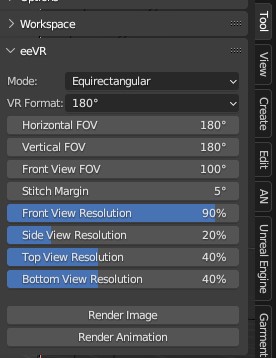 Options
Workspace
eeVR
Mode: Equirectangular
VR Format: 180°
Horizontal FOV 180°
Vertical FOV 180°
Front View FOV 100°
Stitch Margin 5°
Front View Resolution 90%
Side View Resolution 20%
Top View Resolution 40%
Bottom View Resolution 40%
Render Image
Render Animation
Tool
View
Create
Edit
AN
Unreal Engine
Garment